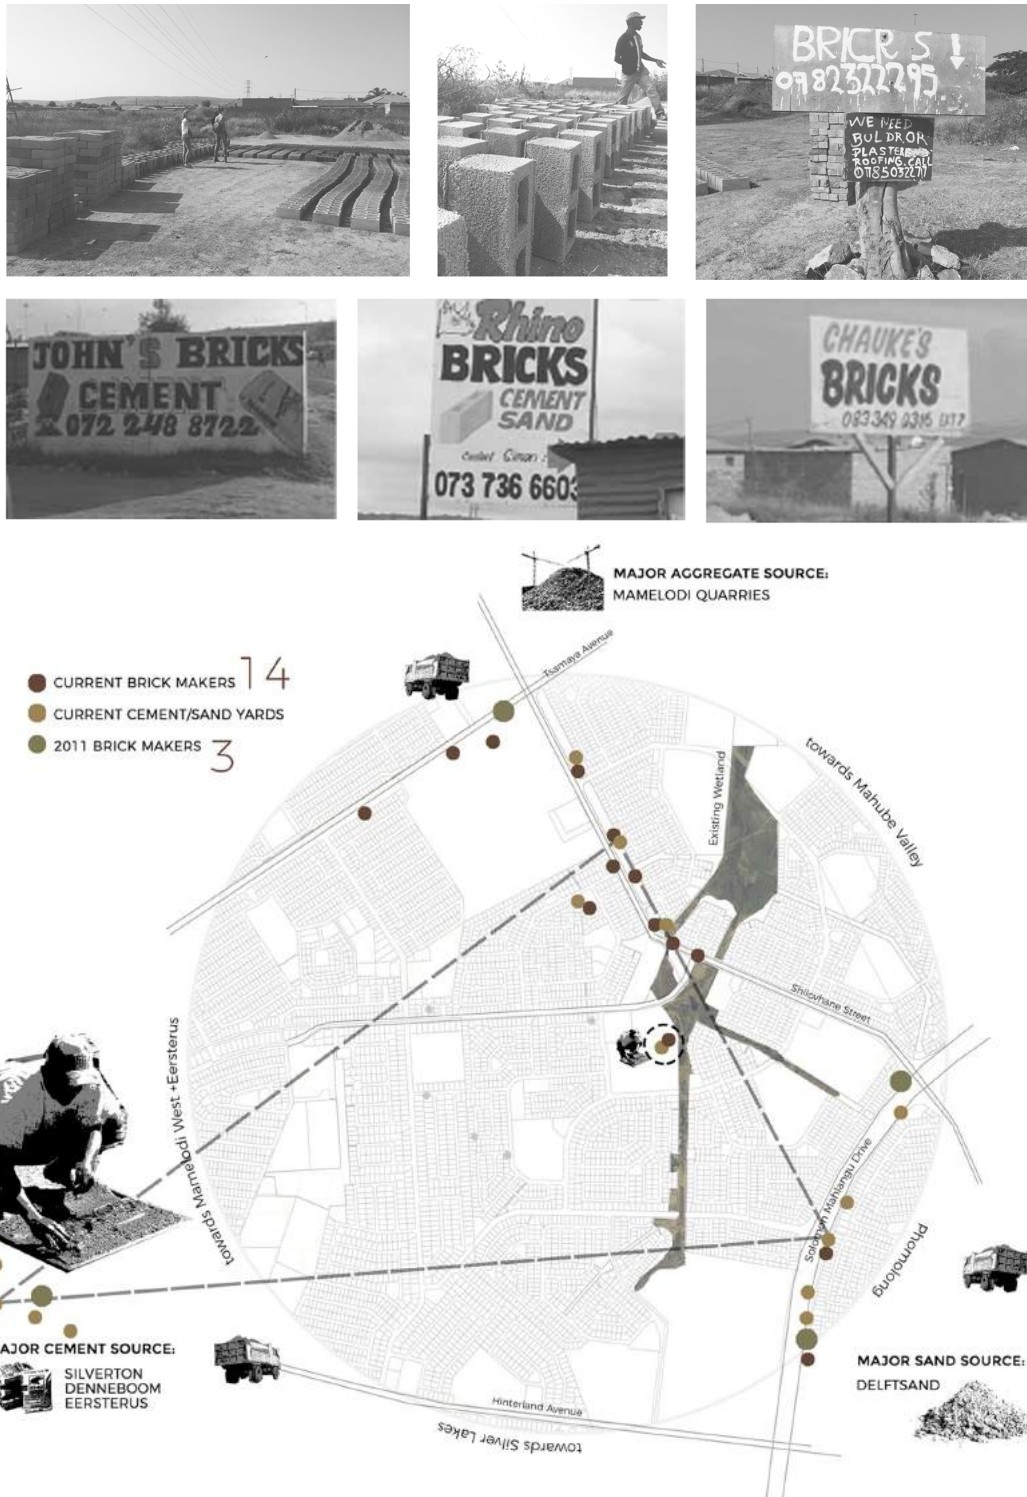 BRICKS
0782322295
WE NEED
BULDROR
PLASTER
ROOFING.CALL
JOHN'S BRICKS
CEMENT
072 248 8722
Rhino
BRICKS
CEMENT
SAND
073 736 6603
CHAUKE'S
BRICKS
MAJOR AGGREGATE SOURCE:
MAMELODI QUARRIES
Tsamaya Avenue
CURRENT BRICK MAKERS 14
CURRENT CEMENT/SAND YARDS
2011 BRICK MAKERS 3
towards Mahube Valley
Existing Wetland
Shilovhane Street
towards Mamelodi West +Eersterus
Solomon Mahlangu Drive
Phomolong
AJOR CEMENT SOURCE:
SILVERTON
DENNEBOOM
EERSTERUS
MAJOR SAND SOURCE:
DELFTSAND
Hinterland Avenue
towards Silver Lakes